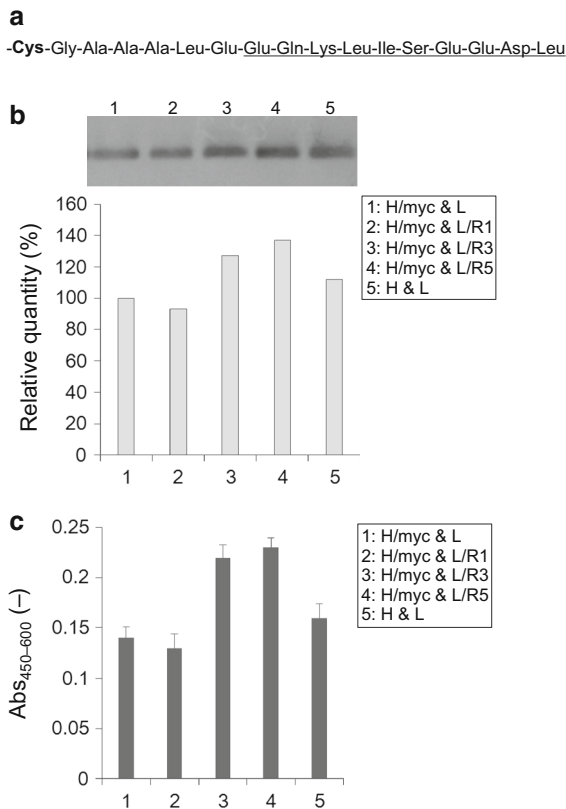 a
-Cys-Gly-Ala-Ala-Ala-Leu-Glu-Glu-Gln-Lys-Leu-Ile-Ser-Glu-Glu-Asp-Leu
b
1 2 3 4 5
160
140
120
100
80
60
40
20
0
Relative quantity (%)
1 2 3 4 5
1: H/myc & L
2: H/myc & L/R1
3: H/myc & L/R3
4: H/myc & L/R5
5: H & L
c
0.25
0.2
0.15
0.1
0.05
0
Abs450–600 (–)
1 2 3 4 5
1: H/myc & L
2: H/myc & L/R1
3: H/myc & L/R3
4: H/myc & L/R5
5: H & L